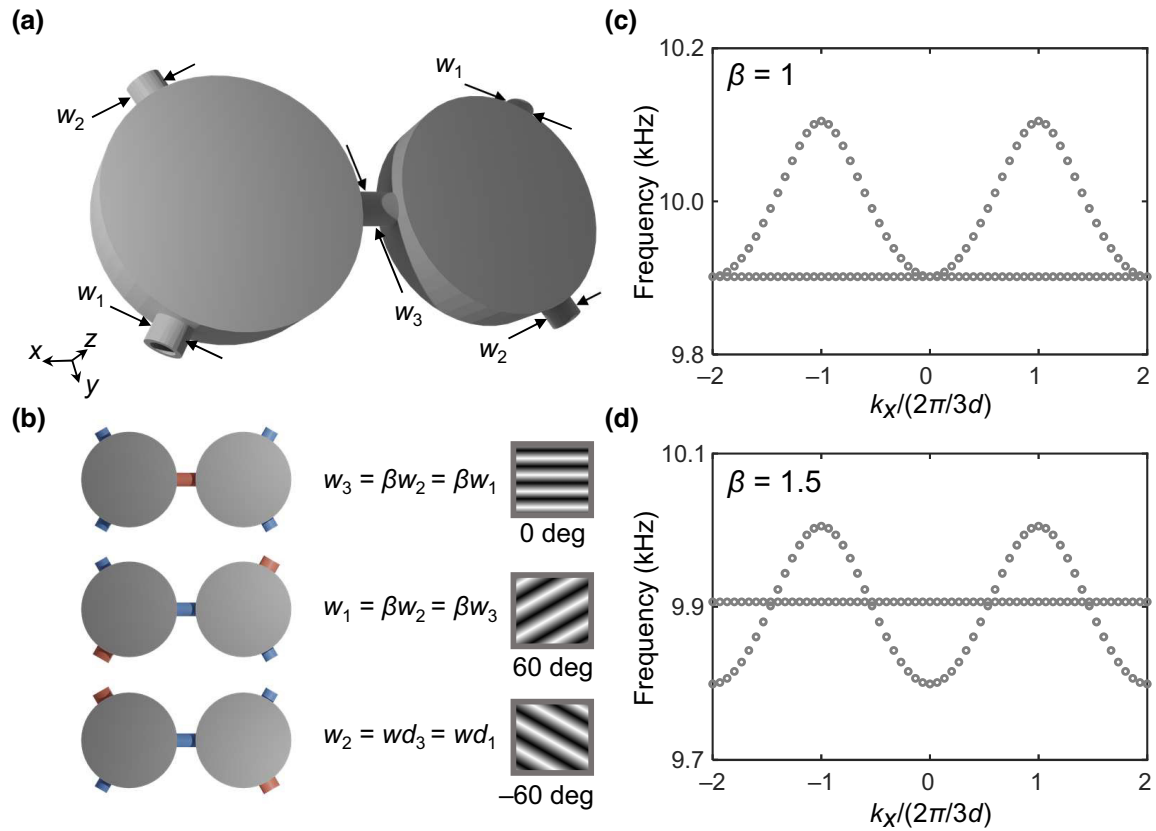 (a)
w2
w1
w1
w3
w2
x
z
y
(b)
w3 = βw2 = βw1
0 deg
w1 = βw2 = βw3
60 deg
w2 = wd3 = wd1
–60 deg
(c)
β = 1
10.2
10.0
9.8
Frequency (kHz)
–2 –1 0 1 2
kx/(2π/3d)
(d)
β = 1.5
10.1
9.9
9.7
Frequency (kHz)
–2 –1 0 1 2
kx/(2π/3d)